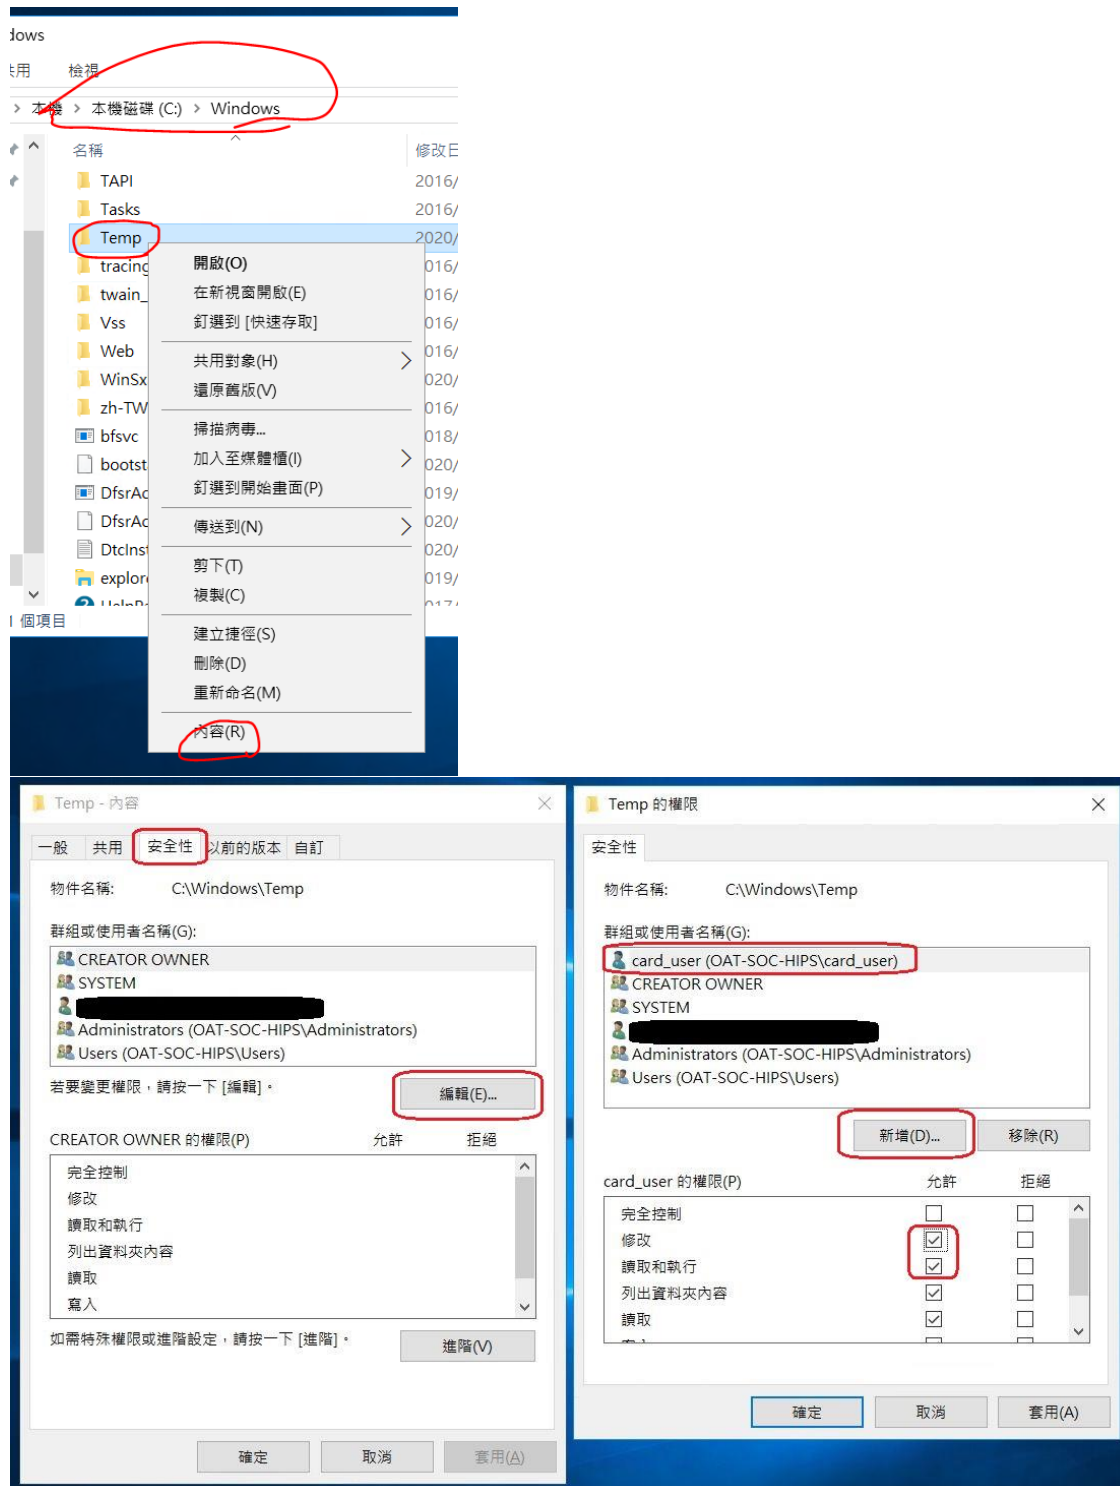 dows
共用 檢視
> 本機 > 本機磁碟 (C:) > Windows
名稱 修改日
TAPI 2016/
Tasks 2016/
Temp 2020/
tracing 2016/
twain_ 016/
Vss 016/
Web 016/
WinSx 020/
zh-TW 016/
bfsvc 018/
bootst 020/
DfsrAc 019/
DfsrAc 020/
DtcInst 020/
explore 019/
HelpPa 017/
1 個項目
開啟(O)
在新視窗開啟(E)
釘選到 [快速存取]
共用對象(H)
還原舊版(V)
掃描病毒...
加入至媒體櫃(I)
釘選到開始畫面(P)
傳送到(N)
剪下(T)
複製(C)
建立捷徑(S)
刪除(D)
重新命名(M)
內容(R)
Temp - 內容
一般 共用 安全性 以前的版本 自訂
物件名稱: C:\Windows\Temp
群組或使用者名稱(G):
CREATOR OWNER
SYSTEM
Administrators (OAT-SOC-HIPS\Administrators)
Users (OAT-SOC-HIPS\Users)
若要變更權限，請按一下 [編輯]。
編輯(E)...
CREATOR OWNER 的權限(P) 允許 拒絕
完全控制
修改
讀取和執行
列出資料夾內容
讀取
寫入
如需特殊權限或進階設定，請按一下 [進階]。
進階(V)
確定 取消 套用(A)
Temp 的權限
安全性
物件名稱: C:\Windows\Temp
群組或使用者名稱(G):
card_user (OAT-SOC-HIPS\card_user)
CREATOR OWNER
SYSTEM
Administrators (OAT-SOC-HIPS\Administrators)
Users (OAT-SOC-HIPS\Users)
新增(D)... 移除(R)
card_user 的權限(P) 允許 拒絕
完全控制
修改
讀取和執行
列出資料夾內容
讀取
確定 取消 套用(A)